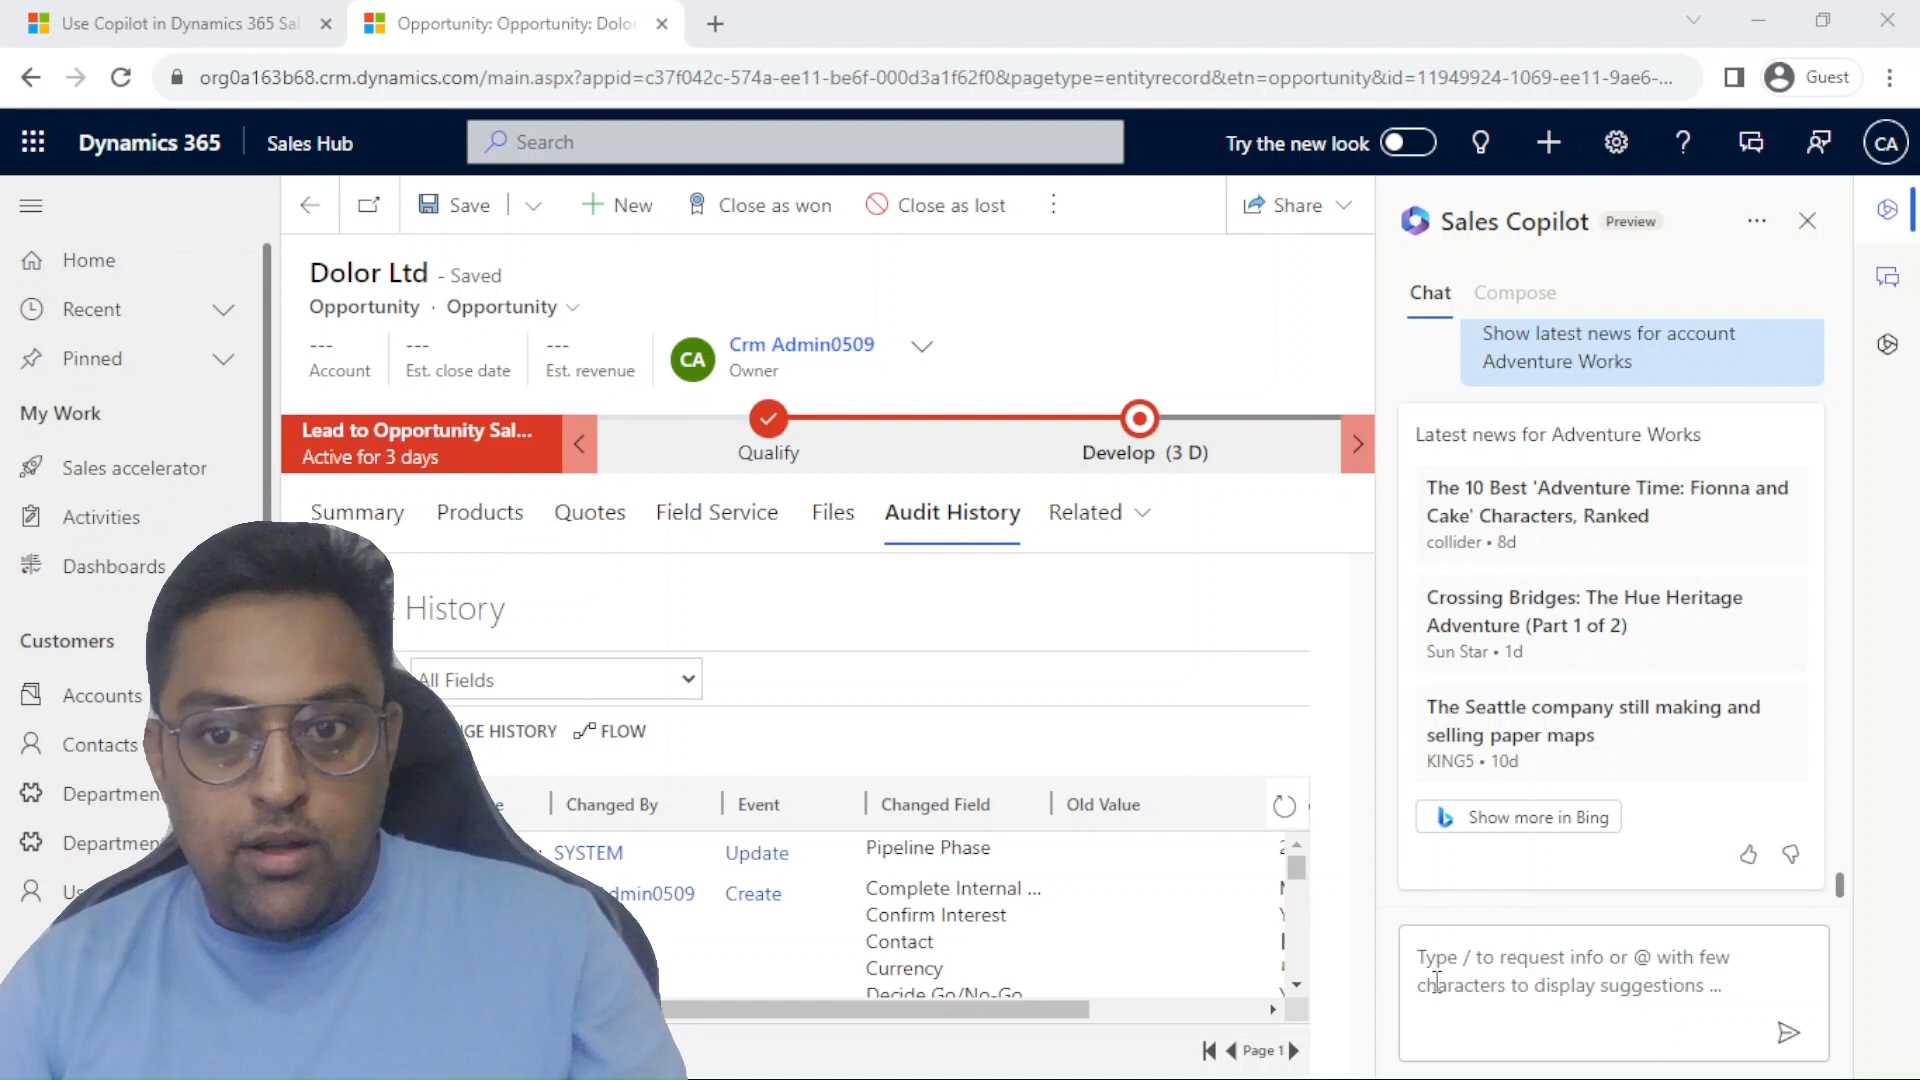 Use Copilot in Dynamics 365 Sal
Opportunity: Opportunity: Dolor
org0a163b68.crm.dynamics.com/main.aspx?appid=c37f042c-574a-ee11-be6f-000d3a1f62f0&pagetype=entityrecord&etn=opportunity&id=11949924-1069-ee11-9ae6-...
Guest
Dynamics 365
Sales Hub
Search
Try the new look
CA
Save
New
Close as won
Close as lost
Share
Home
Recent
Pinned
My Work
Sales accelerator
Activities
Dashboards
Customers
Accounts
Contacts
Departmen
Departmen
Us
Dolor Ltd - Saved
Opportunity · Opportunity
---
Account
---
Est. close date
---
Est. revenue
CA
Crm Admin0509
Owner
Lead to Opportunity Sal...
Active for 3 days
Qualify
Develop (3 D)
Summary
Products
Quotes
Field Service
Files
Audit History
Related
History
All Fields
GE HISTORY
FLOW
Changed By
Event
Changed Field
Old Value
SYSTEM
Update
Pipeline Phase
dmin0509
Create
Complete Internal ...
Confirm Interest
Contact
Currency
Decide Go/No-Go
Page 1
Sales Copilot Preview
Chat
Compose
Show latest news for account
Adventure Works
Latest news for Adventure Works
The 10 Best 'Adventure Time: Fionna and
Cake' Characters, Ranked
collider • 8d
Crossing Bridges: The Hue Heritage
Adventure (Part 1 of 2)
Sun Star • 1d
The Seattle company still making and
selling paper maps
KING5 • 10d
Show more in Bing
Type / to request info or @ with few
characters to display suggestions ...